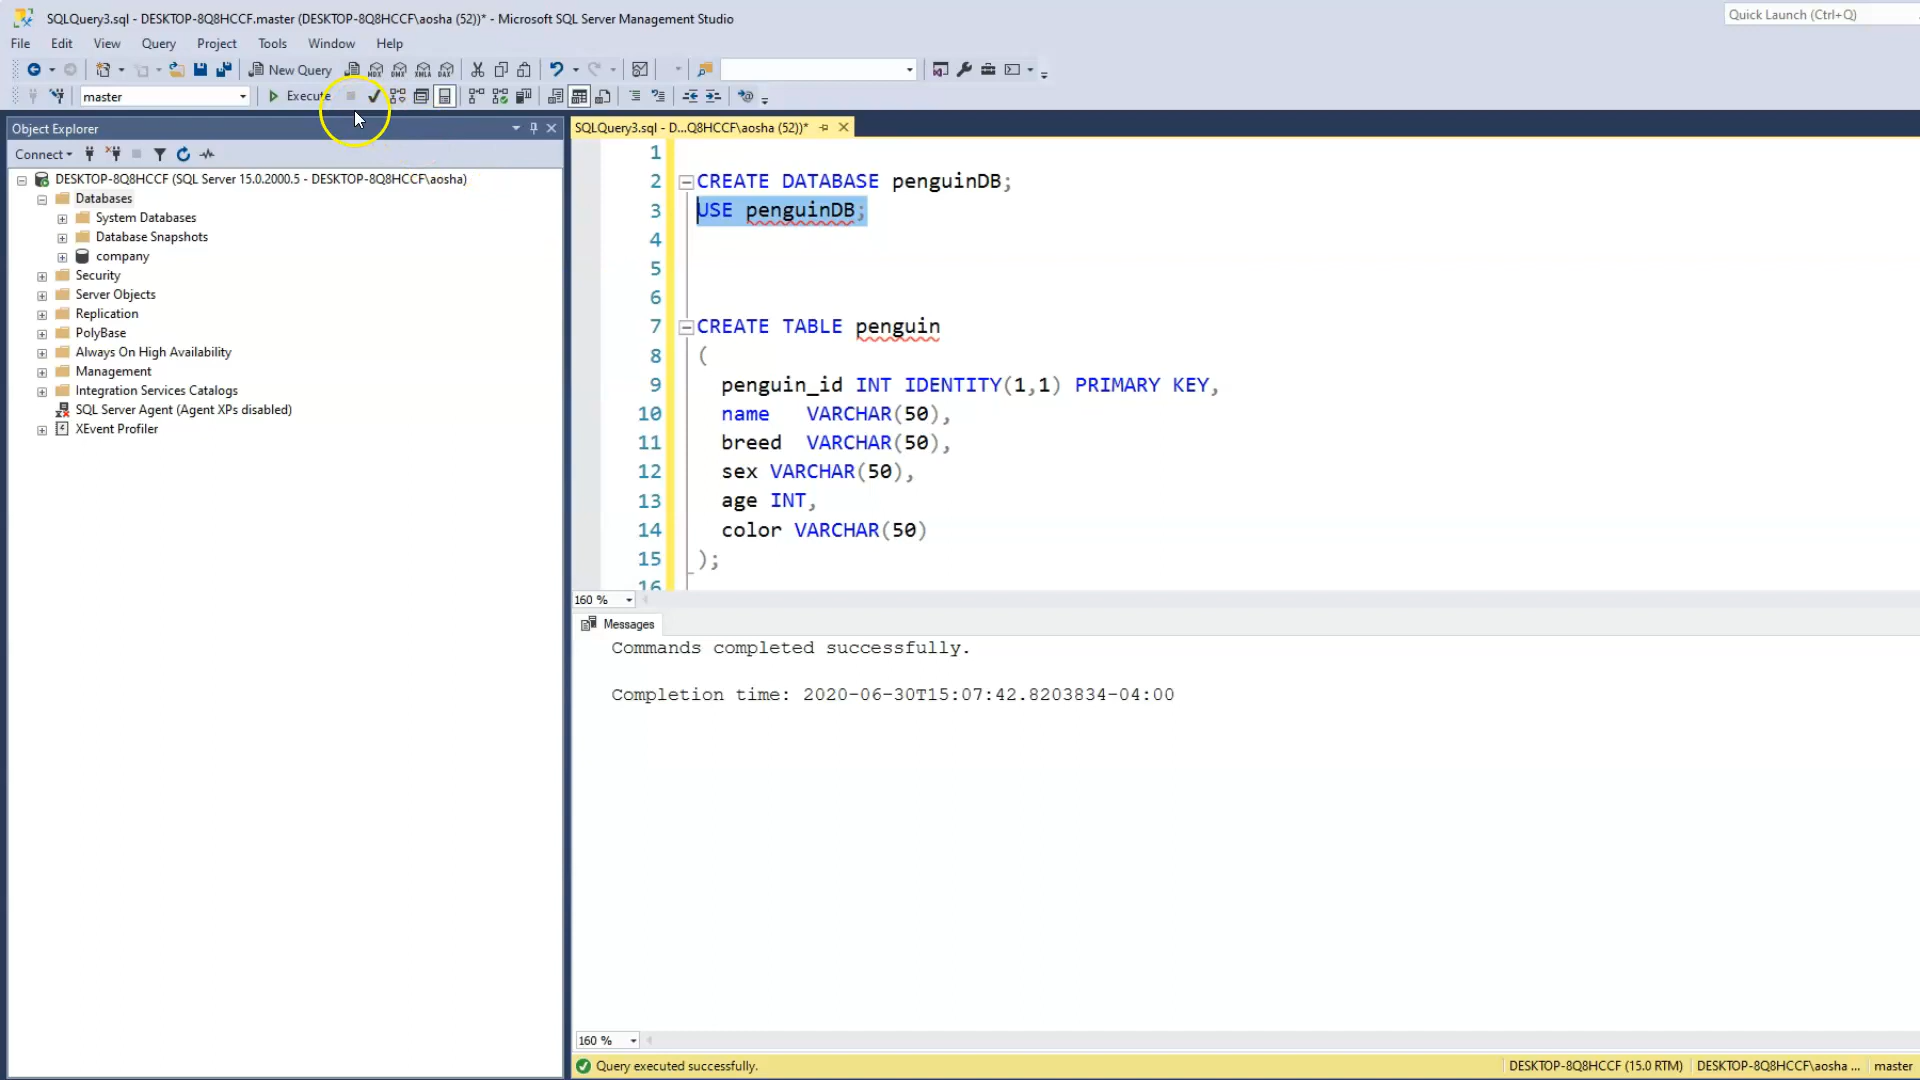 SQLQuery3.sql - DESKTOP-8Q8HCCF.master (DESKTOP-8Q8HCCF\aosha (52))* - Microsoft SQL Server Management Studio
Quick Launch (Ctrl+Q)
File Edit View Query Project Tools Window Help
New Query MDX DMX XMLA DAX
master Execute
Object Explorer
Connect
DESKTOP-8Q8HCCF (SQL Server 15.0.2000.5 - DESKTOP-8Q8HCCF\aosha)
Databases
System Databases
Database Snapshots
company
Security
Server Objects
Replication
PolyBase
Always On High Availability
Management
Integration Services Catalogs
SQL Server Agent (Agent XPs disabled)
XEvent Profiler
SQLQuery3.sql - D...Q8HCCF\aosha (52))*
1
2 CREATE DATABASE penguinDB;
3 USE penguinDB;
4
5
6
7 CREATE TABLE penguin
8 (
9 penguin_id INT IDENTITY(1,1) PRIMARY KEY,
10 name VARCHAR(50),
11 breed VARCHAR(50),
12 sex VARCHAR(50),
13 age INT,
14 color VARCHAR(50)
15 );
16
160 %
Messages
Commands completed successfully.
Completion time: 2020-06-30T15:07:42.8203834-04:00
160 %
Query executed successfully. DESKTOP-8Q8HCCF (15.0 RTM) DESKTOP-8Q8HCCF\aosha ... master